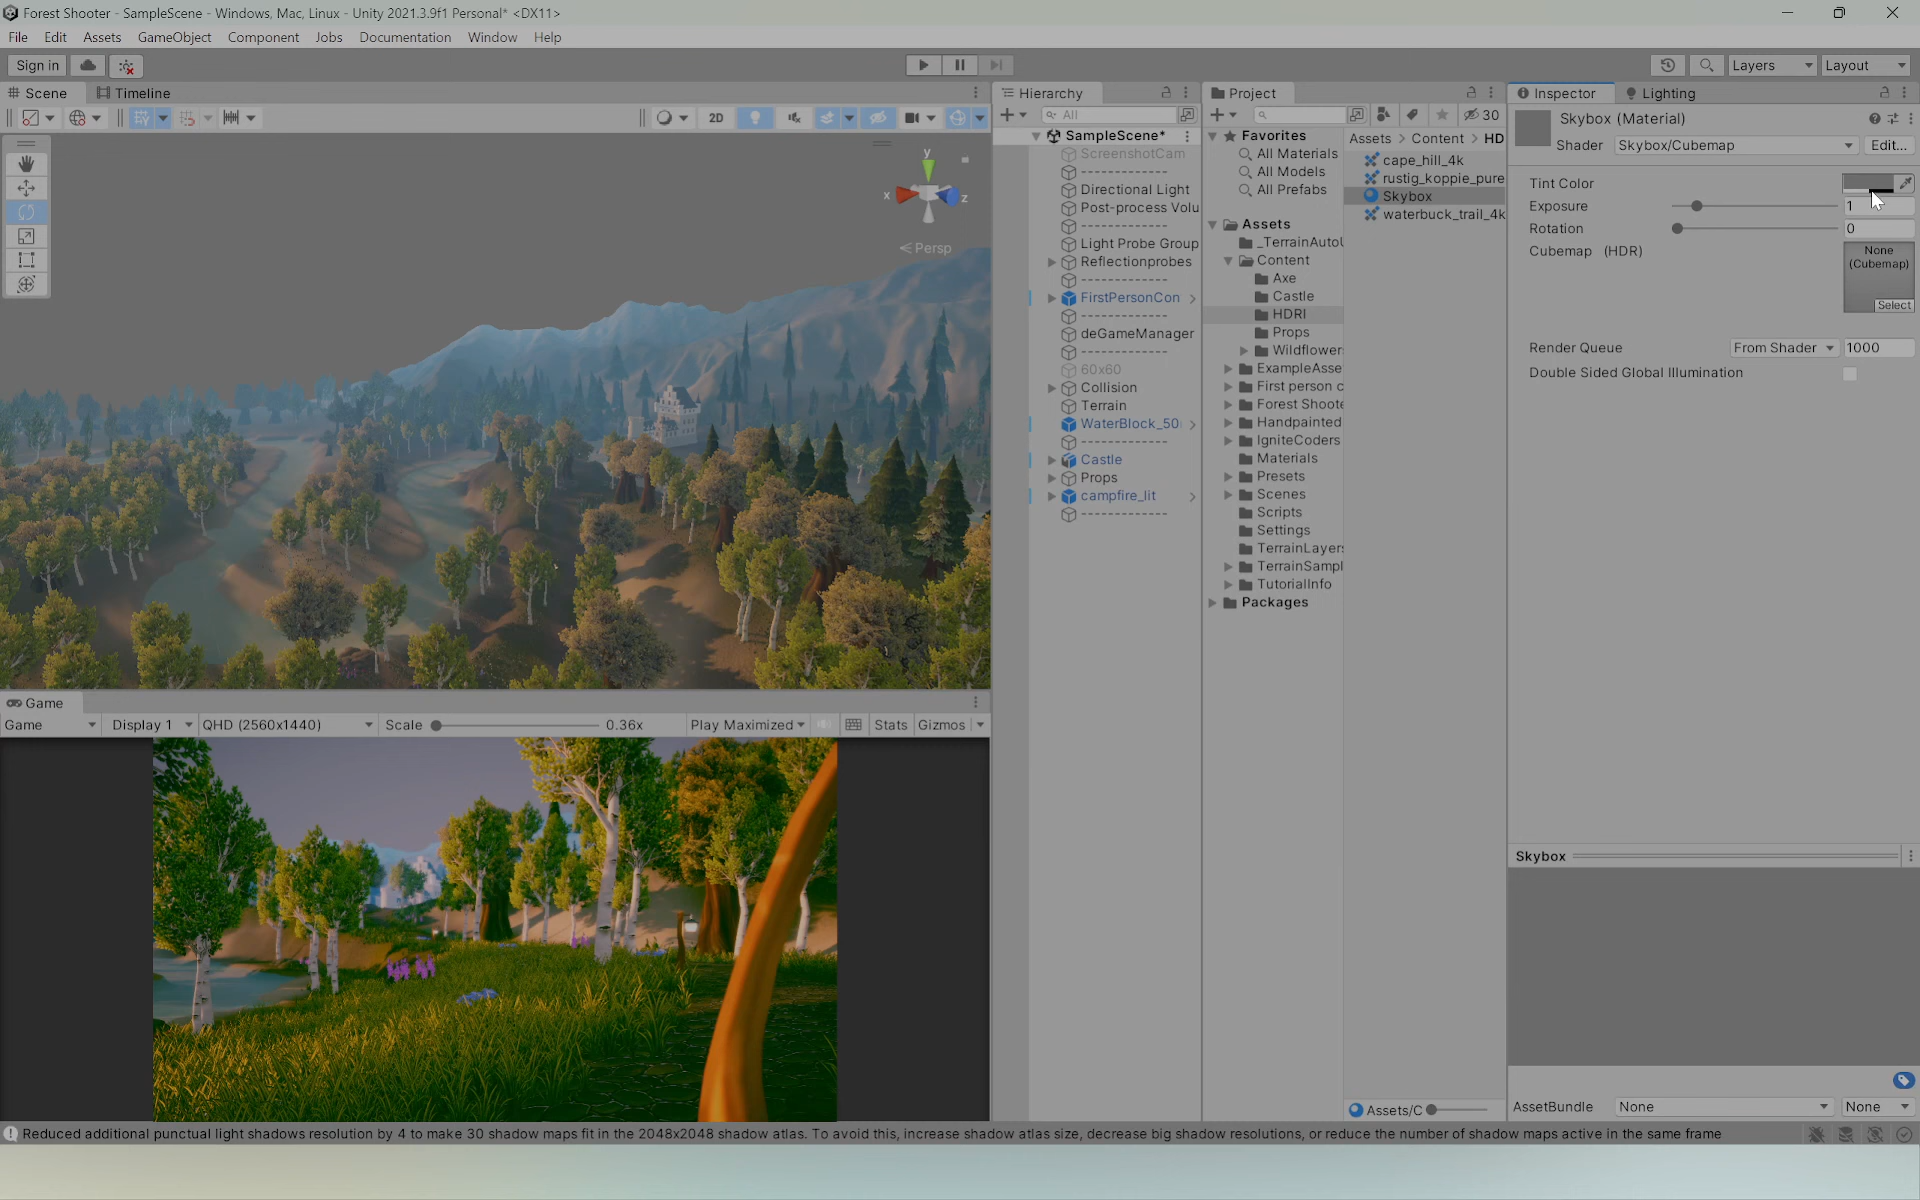 Forest Shooter - SampleScene - Windows, Mac, Linux - Unity 2021.3.9f1 Personal* <DX11>
File Edit Assets GameObject Component Jobs Documentation Window Help
Sign in Layers Layout
Scene Timeline
2D
y
x
z
Persp
Hierarchy
All
SampleScene*
ScreenshotCam
--------------
Directional Light
Post-process Volu
--------------
Light Probe Group
Reflectionprobes
--------------
FirstPersonCon
--------------
deGameManager
--------------
60x60
Collision
Terrain
WaterBlock_50
--------------
Castle
Props
campfire_lit
--------------
Project
30
Favorites
All Materials
All Models
All Prefabs
Assets
_TerrainAutoU
Content
Axe
Castle
HDRI
Props
Wildflower
ExampleAsse
First person c
Forest Shoote
Handpainted
IgniteCoders
Materials
Presets
Scenes
Scripts
Settings
TerrainLayers
TerrainSampl
TutorialInfo
Packages
Assets > Content > HD
cape_hill_4k
rustig_koppie_pure
Skybox
waterbuck_trail_4k
Assets/C
Inspector Lighting
Skybox (Material)
Shader Skybox/Cubemap Edit...
Tint Color
Exposure 1
Rotation 0
Cubemap (HDR) None
(Cubemap)
Select
Render Queue From Shader 1000
Double Sided Global Illumination
Skybox
AssetBundle None None
Game
Game Display 1 QHD (2560x1440) Scale 0.36x Play Maximized Stats Gizmos
Reduced additional punctual light shadows resolution by 4 to make 30 shadow maps fit in the 2048x2048 shadow atlas. To avoid this, increase shadow atlas size, decrease big shadow resolutions, or reduce the number of shadow maps active in the same frame